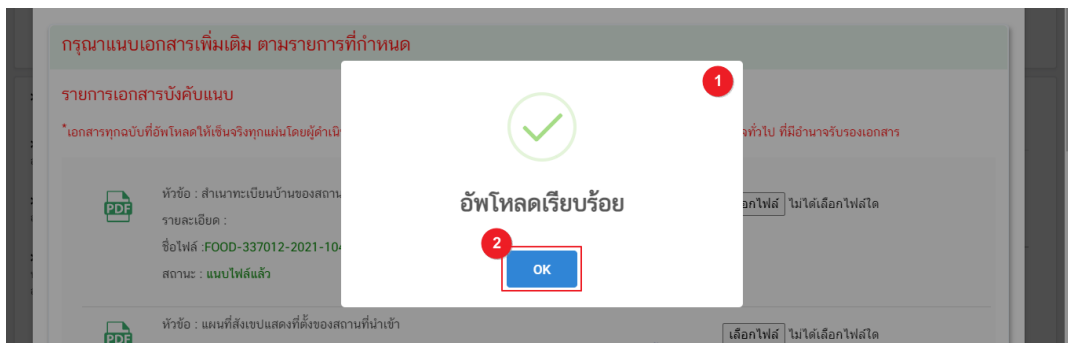 กรุณาแนบเอกสารเพิ่มเติม ตามรายการที่กำหนด
1
รายการเอกสารบังคับแนบ
*เอกสารทุกฉบับที่อัพโหลดให้เซ็นจริงทุกแผ่นโดยผู้ดำเนิ
ทั่วไป ที่มีอำนาจรับรองเอกสาร
หัวข้อ : สำเนาทะเบียนบ้านของสถาน
PDF
รายละเอียด :
ชื่อไฟล์ :FOOD-337012-2021-104
สถานะ : แนบไฟล์แล้ว
อัพโหลดเรียบร้อย
อกไฟล์ ไม่ได้เลือกไฟล์ใด
2
OK
หัวข้อ : แผนที่สังเขปแสดงที่ตั้งของสถานที่นำเข้า
PDF
เลือกไฟล์ ไม่ได้เลือกไฟล์ใด